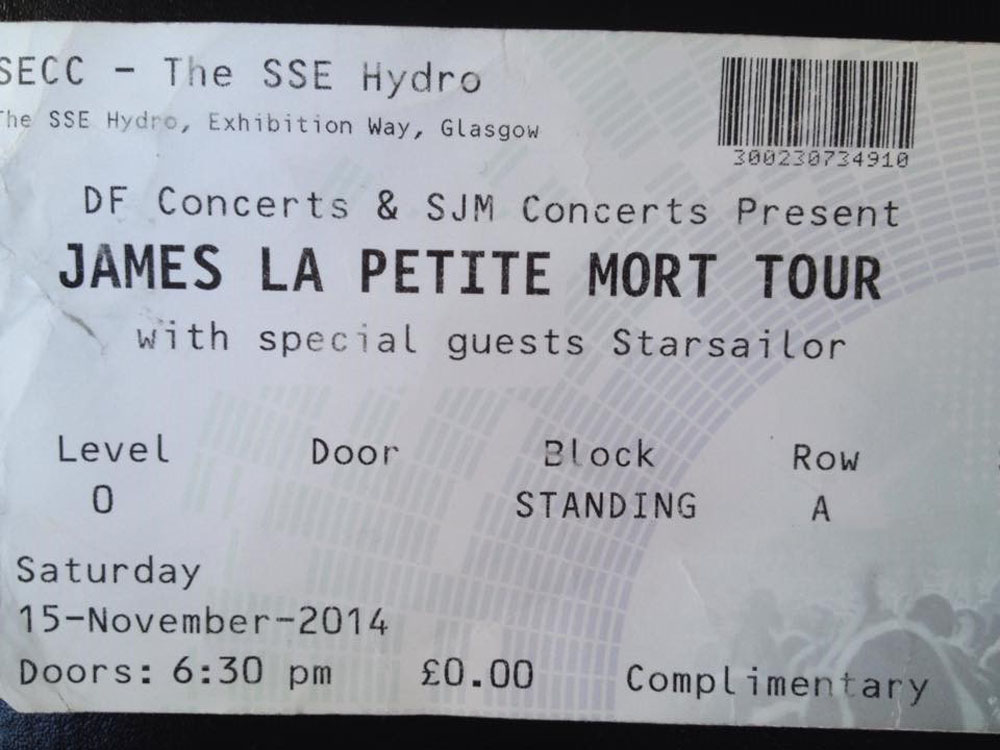 SECC - The SSE Hydro
The SSE Hydro, Exhibition Way, Glasgow
300230734910
DF Concerts & SJM Concerts Present
JAMES LA PETITE MORT TOUR
with special guests Starsailor
Level Door Block Row
0 STANDING A
Saturday
15-November-2014
Doors: 6:30 pm £0.00 Complimentary